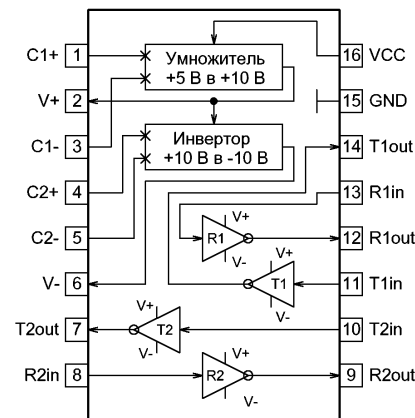 C1+ 1 Умножитель 16 VCC
+5 В в +10 В
V+ 2 15 GND
C1- 3 Инвертор 14 T1out
+10 В в -10 В
C2+ 4 13 R1in
V+
C2- 5 R1 12 R1out
V-
V+
V- 6 T1 11 T1in
V+ V-
T2out 7 T2 10 T2in
V- V+
R2in 8 R2 9 R2out
V-